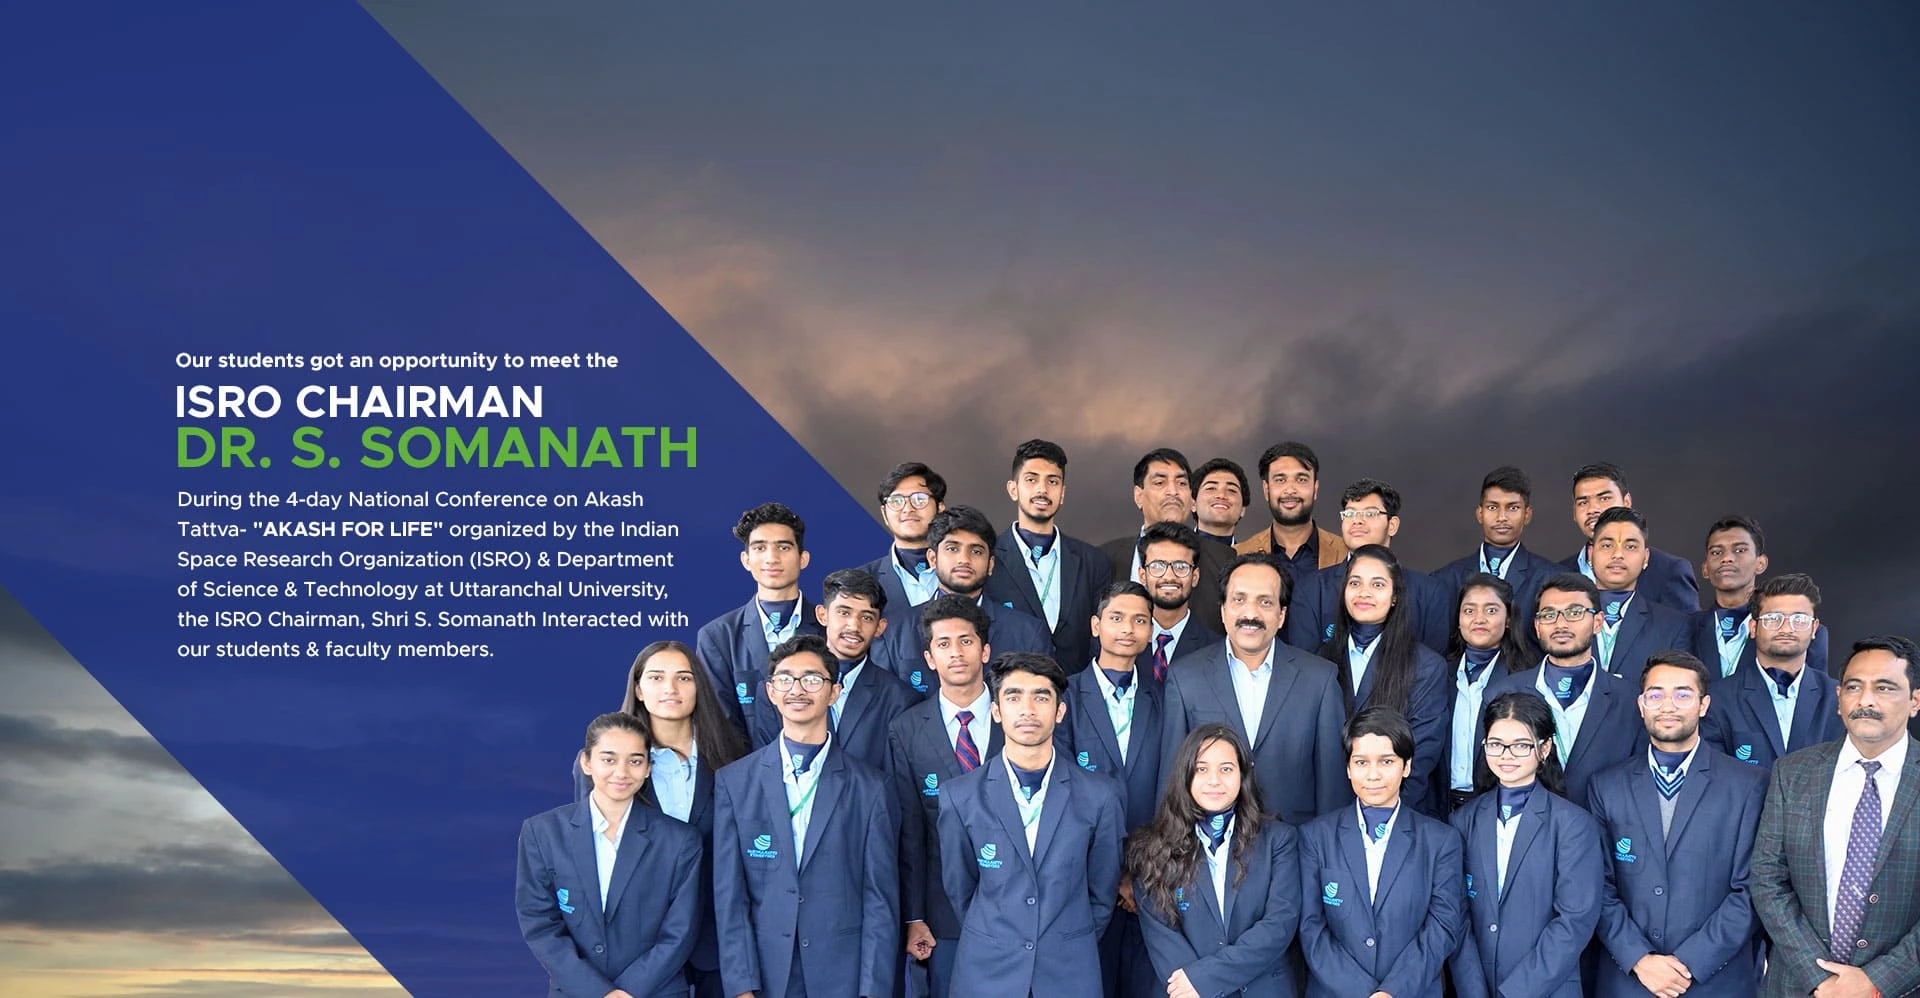 Our students got an opportunity to meet the
ISRO CHAIRMAN
DR. S. SOMANATH
During the 4-day National Conference on Akash
Tattva- "AKASH FOR LIFE" organized by the Indian
Space Research Organization (ISRO) & Department
of Science & Technology at Uttaranchal University,
the ISRO Chairman, Shri S. Somanath Interacted with
our students & faculty members.